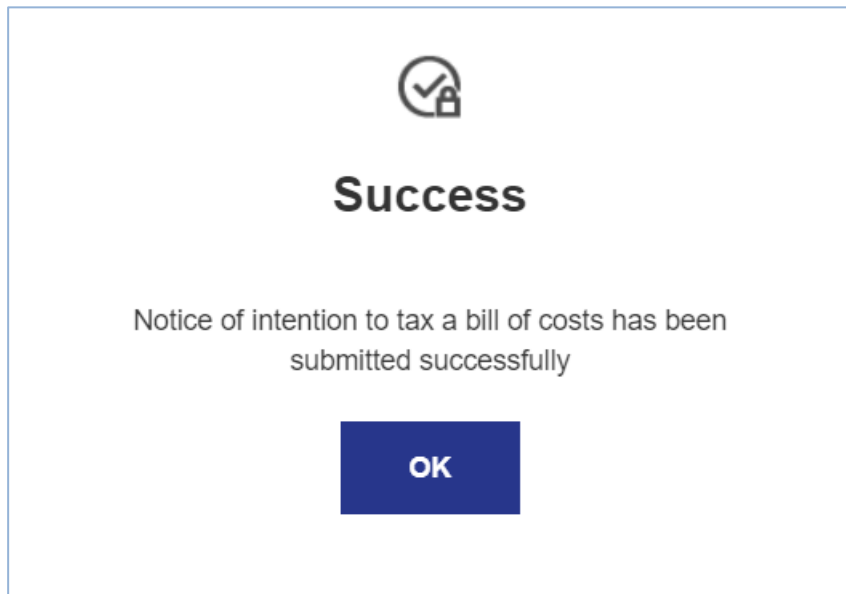 Success
Notice of intention to tax a bill of costs has been
submitted successfully
OK